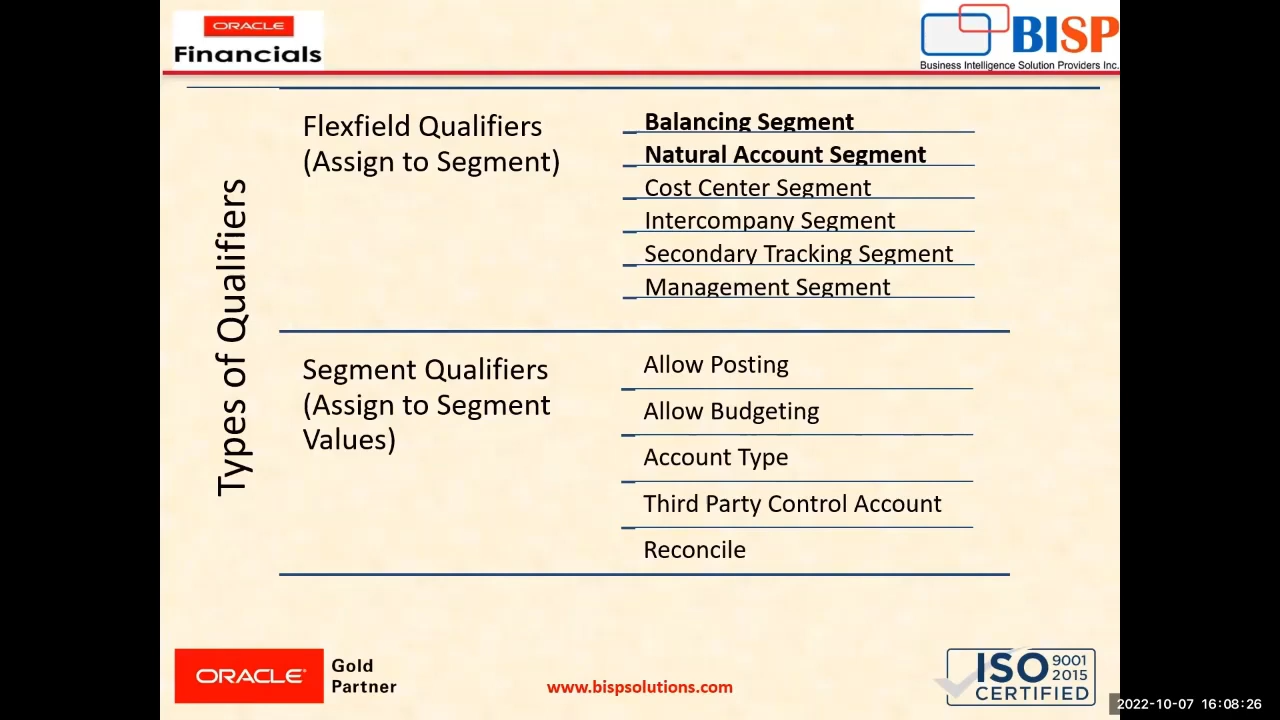 ORACLE
Financials
BISP
Business Intelligence Solution Providers Inc.
Types of Qualifiers
Flexfield Qualifiers
(Assign to Segment)
Balancing Segment
Natural Account Segment
Cost Center Segment
Intercompany Segment
Secondary Tracking Segment
Management Segment
Segment Qualifiers
(Assign to Segment
Values)
Allow Posting
Allow Budgeting
Account Type
Third Party Control Account
Reconcile
ORACLE
Gold
Partner
www.bispsolutions.com
ISO 9001
2015
CERTIFIED
2022-10-07 16:08:26